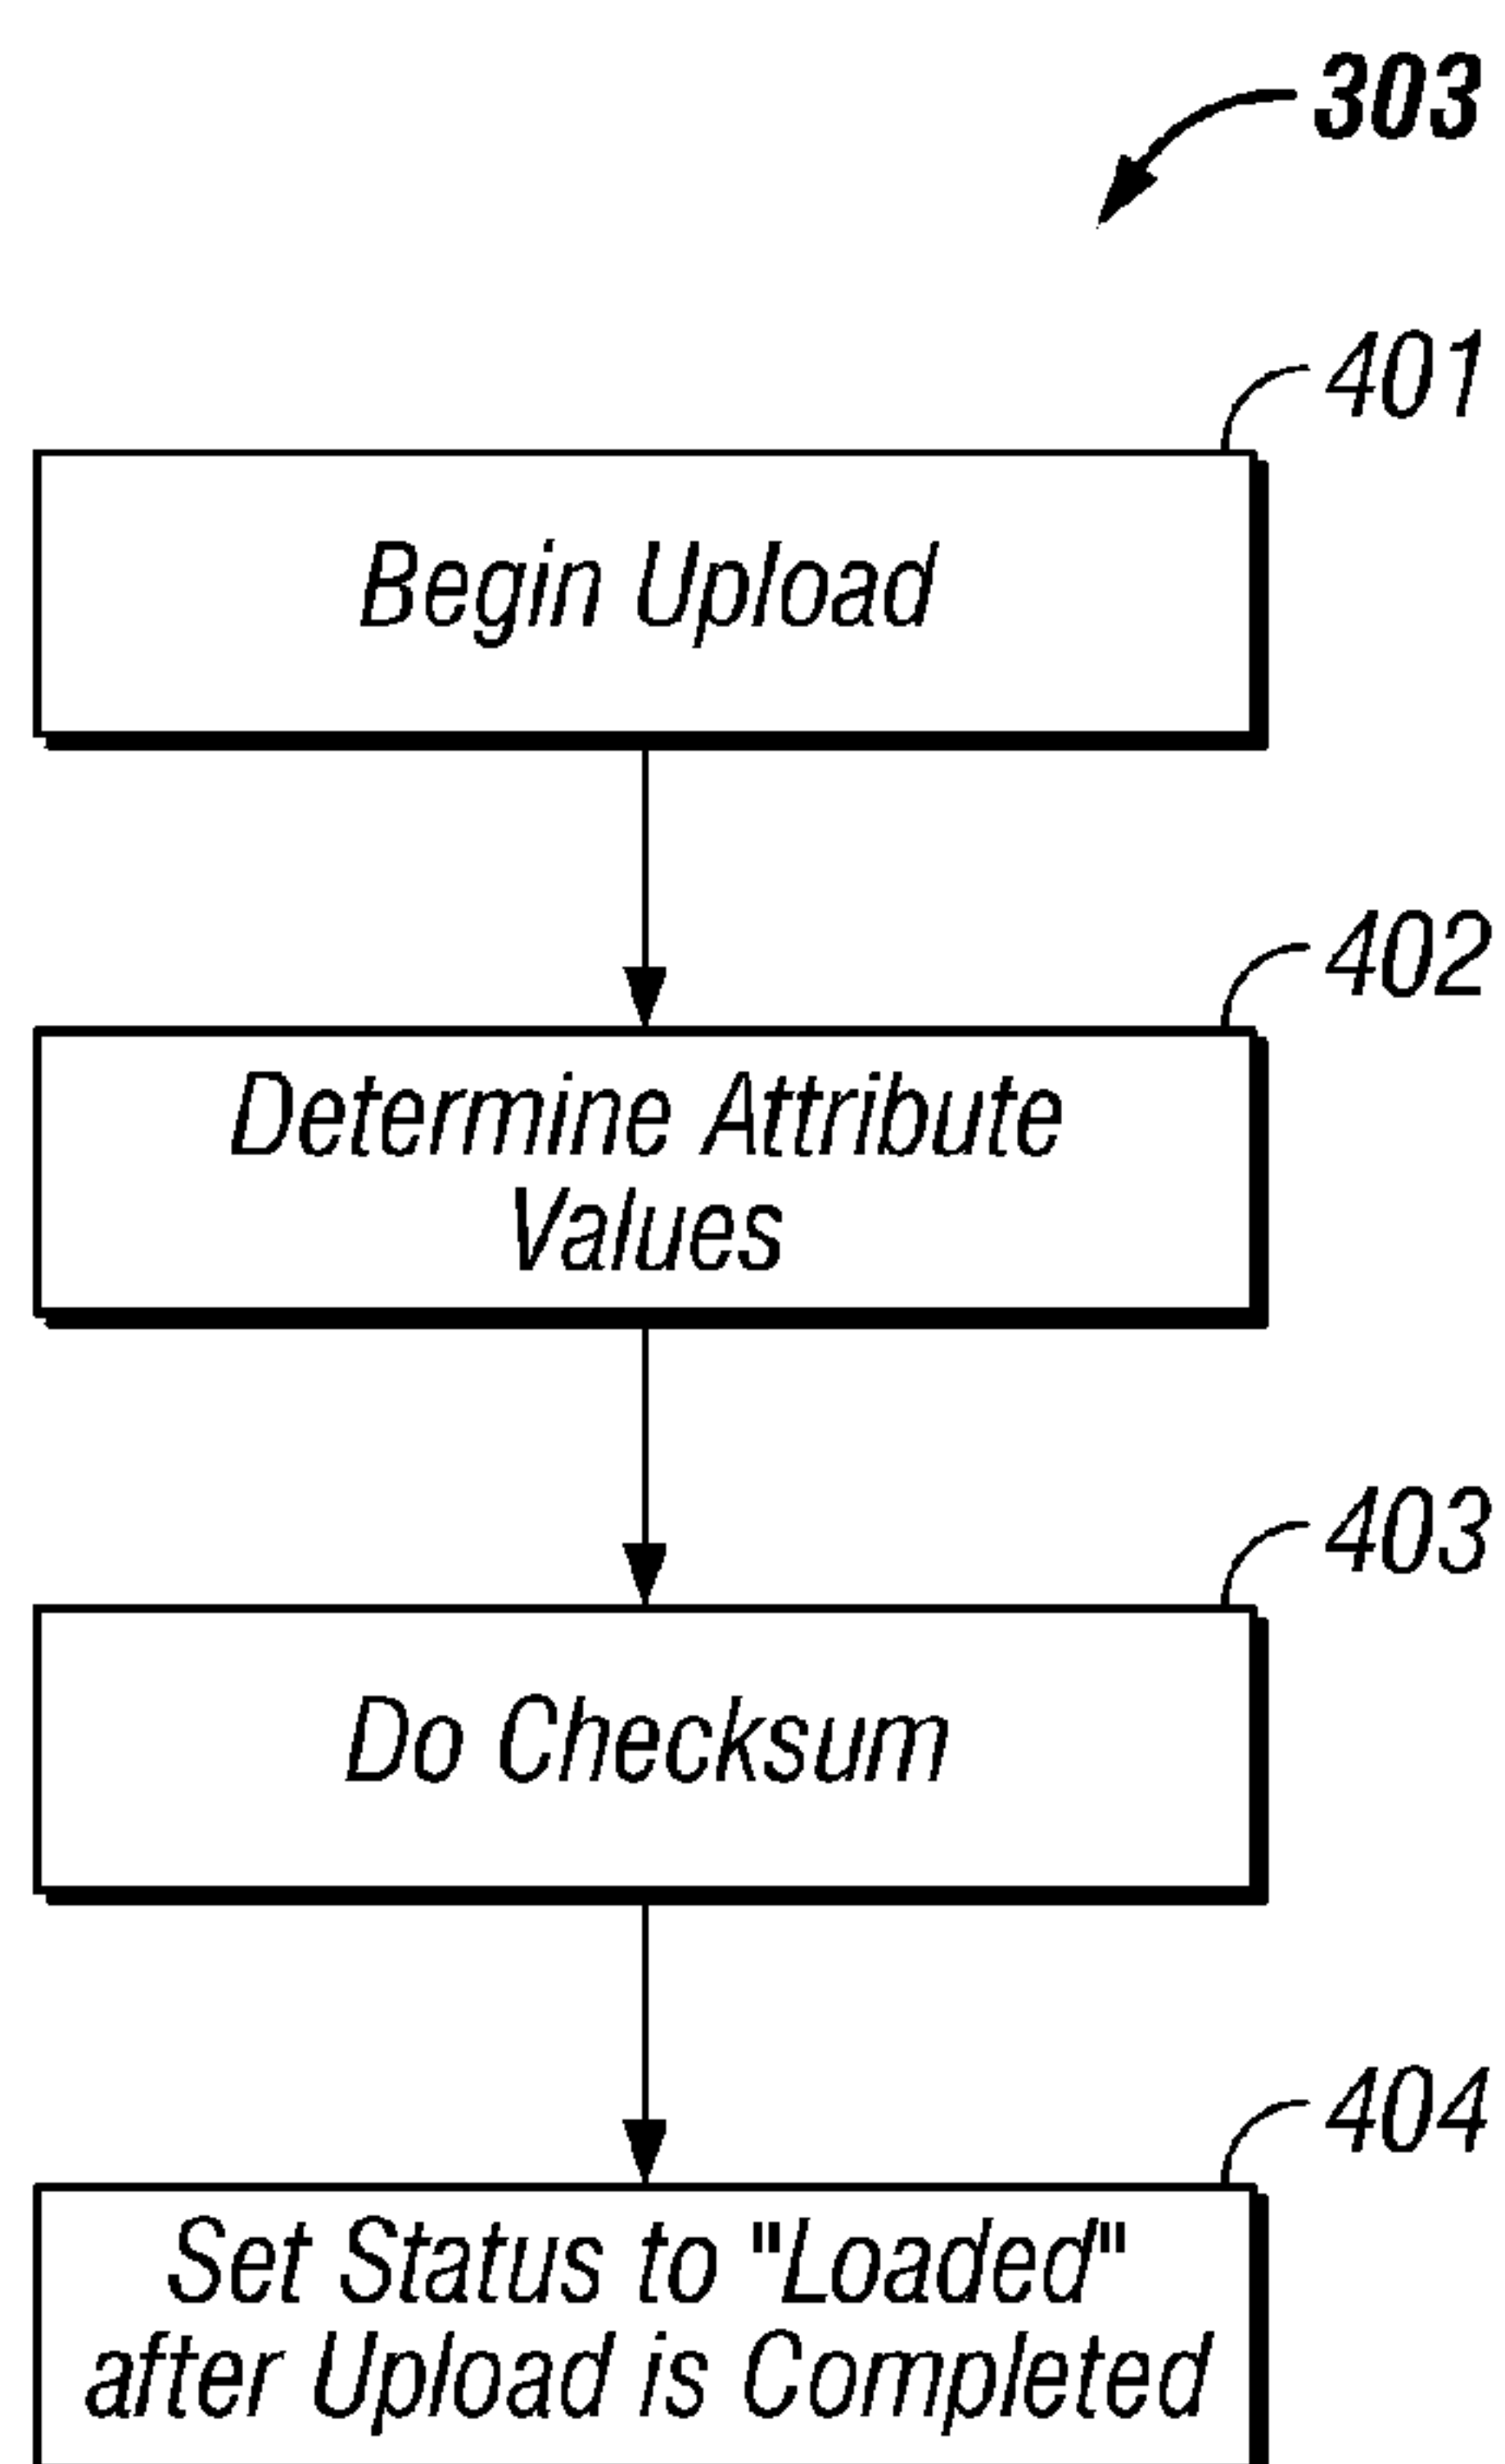 303
401
Begin Upload
402
Determine Attribute
Values
403
Do Checksum
404
Set Status to "Loaded"
after Upload is Completed